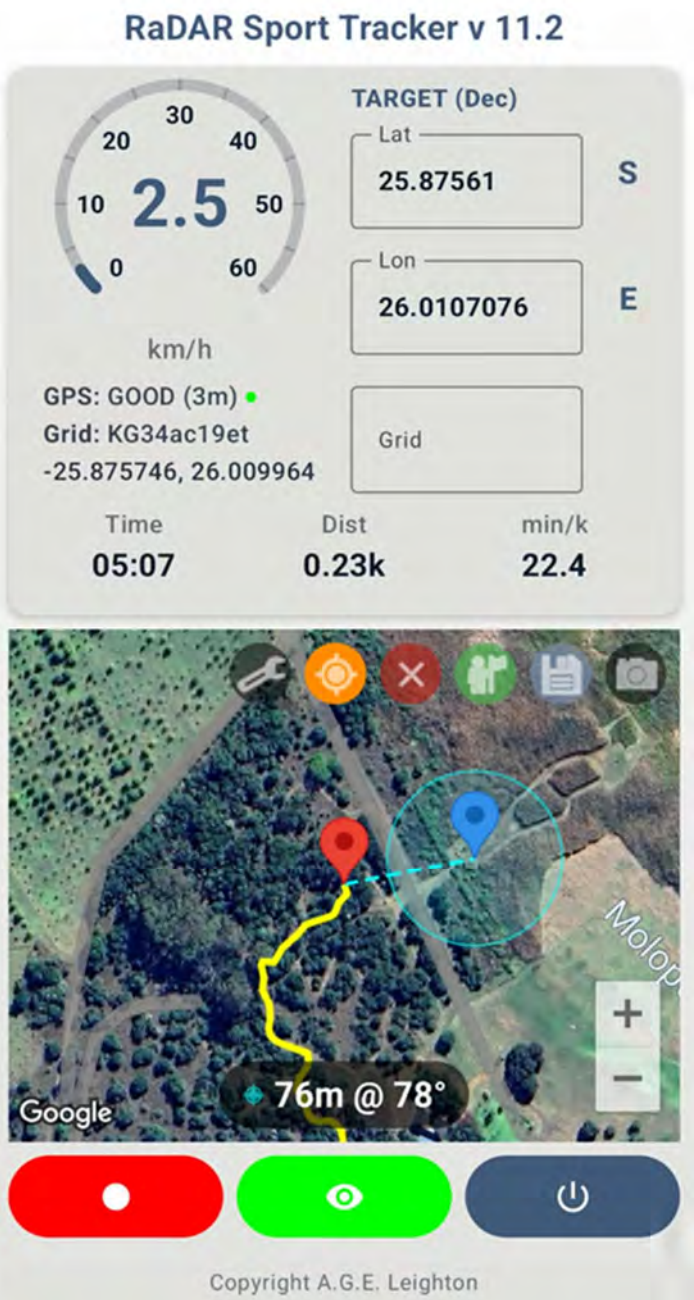 RaDAR Sport Tracker v 11.2
TARGET (Dec)
0
10
20
30
40
50
60
2.5
km/h
Lat
25.87561
S
Lon
26.0107076
E
GPS: GOOD (3m)
Grid: KG34ac19et
-25.875746, 26.009964
Grid
Time Dist min/k
05:07 0.23k 22.4
Molop
+
−
76m @ 78°
Google
Copyright A.G.E. Leighton